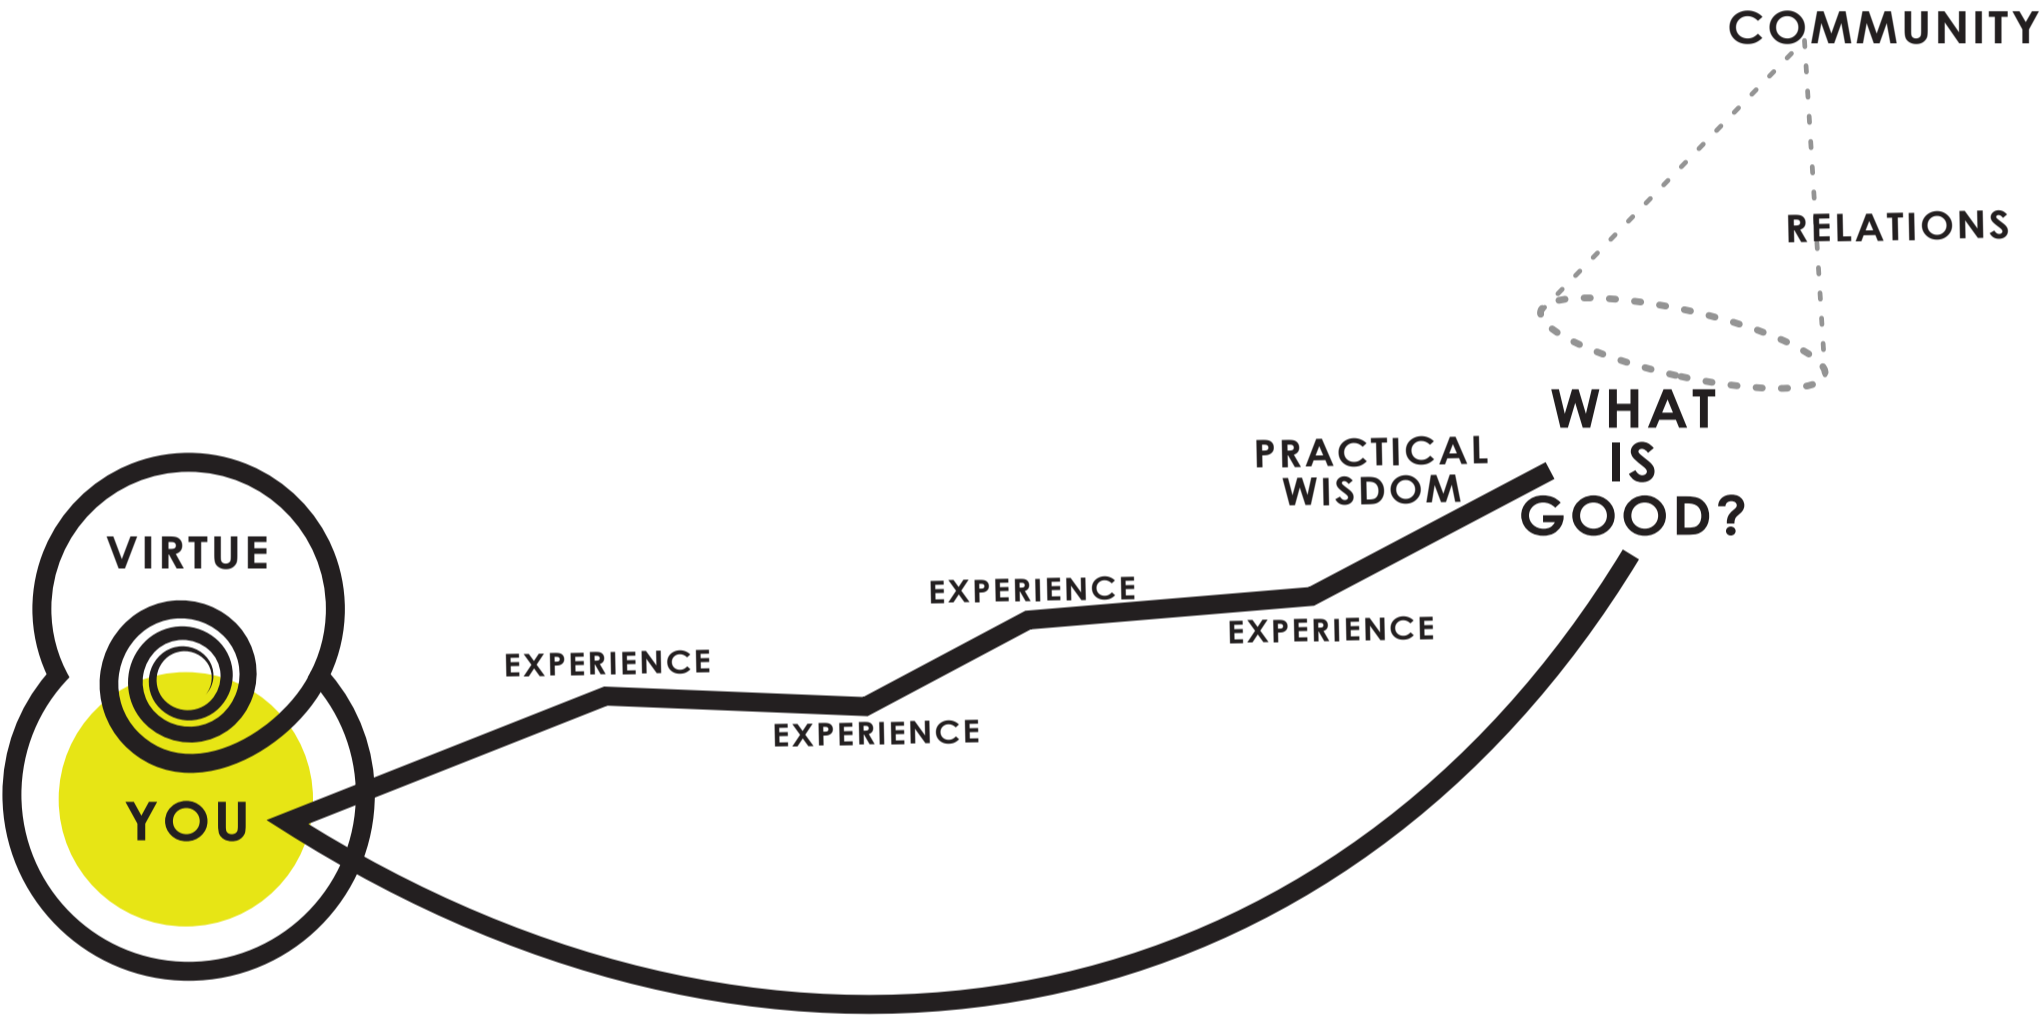 COMMUNITY
RELATIONS
WHAT
IS
GOOD?
PRACTICAL
WISDOM
EXPERIENCE
EXPERIENCE
EXPERIENCE
EXPERIENCE
VIRTUE
YOU